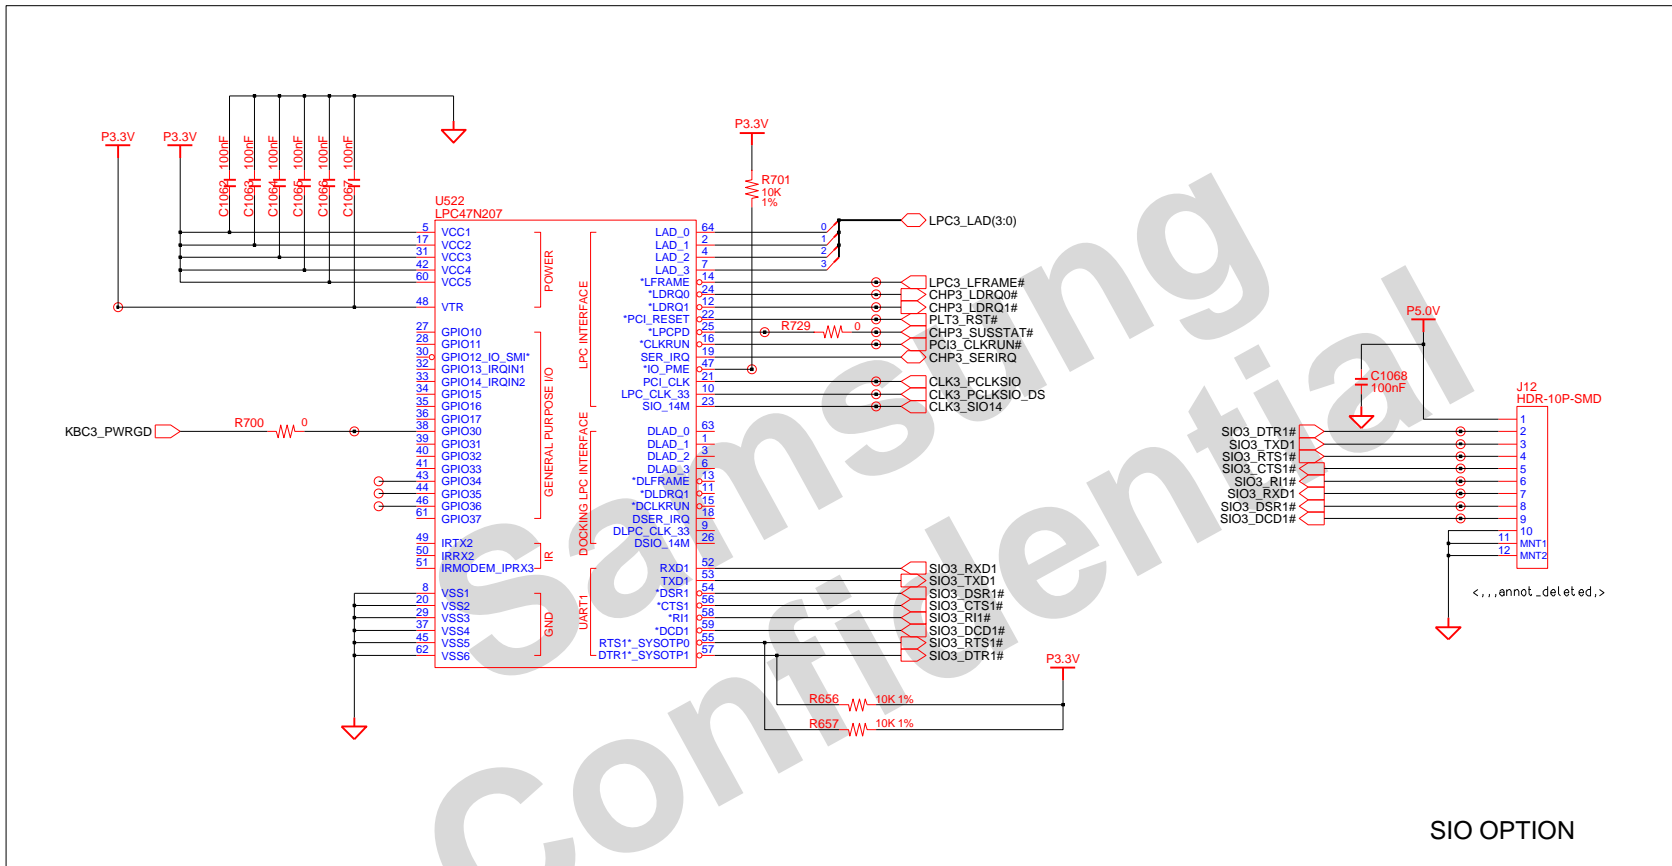 P3.3V
P3.3V
C1062 100nF
C1063 100nF
C1064 100nF
C1065 100nF
C1066 100nF
C1067 100nF
P3.3V
R701
10K
1%
U522
LPC47N207
5 VCC1
17 VCC2
31 VCC3
42 VCC4
60 VCC5
48 VTR
POWER
27 GPIO10
28 GPIO11
30 GPIO12_IO_SMI*
32 GPIO13_IRQIN1
33 GPIO14_IRQIN2
34 GPIO15
35 GPIO16
36 GPIO17
38 GPIO30
39 GPIO31
40 GPIO32
41 GPIO33
43 GPIO34
44 GPIO35
46 GPIO36
61 GPIO37
GENERAL PURPOSE I/O
49 IRTX2
50 IRRX2
51 IRMODEM_IPRX3
IR
8 VSS1
20 VSS2
29 VSS3
37 VSS4
45 VSS5
62 VSS6
GND
KBC3_PWRGD
R700 0
LPC INTERFACE
LAD_0 64 0
LAD_1 2 1
LAD_2 4 2
LAD_3 7 3
LPC3_LAD(3:0)
*LFRAME 14 LPC3_LFRAME#
*LDRQ0 24 CHP3_LDRQ0#
*LDRQ1 12 CHP3_LDRQ1#
*PCI_RESET 22 PLT3_RST#
*LPCPD 25 R729 0 CHP3_SUSSTAT#
*CLKRUN 16 PCI3_CLKRUN#
SER_IRQ 19 CHP3_SERIRQ
*IO_PME 47
PCI_CLK 21 CLK3_PCLKSIO
LPC_CLK_33 10 CLK3_PCLKSIO_DS
SIO_14M 23 CLK3_SIO14
DOCKING LPC INTERFACE
DLAD_0 63
DLAD_1 1
DLAD_2 3
DLAD_3 6
*DLFRAME 13
*DLDRQ1 11
*DCLKRUN 15
DSER_IRQ 18
DLPC_CLK_33 9
DSIO_14M 26
UART1
RXD1 52 SIO3_RXD1
TXD1 53 SIO3_TXD1
*DSR1 54 SIO3_DSR1#
*CTS1 56 SIO3_CTS1#
*RI1 58 SIO3_RI1#
*DCD1 59 SIO3_DCD1#
RTS1*_SYSOTP0 55 SIO3_RTS1#
DTR1*_SYSOTP1 57 SIO3_DTR1#
P3.3V
R656 10K 1%
R657 10K 1%
P5.0V
C1068
100nF
J12
HDR-10P-SMD
1
SIO3_DTR1# 2
SIO3_TXD1 3
SIO3_RTS1# 4
SIO3_CTS1# 5
SIO3_RI1# 6
SIO3_RXD1 7
SIO3_DSR1# 8
SIO3_DCD1# 9
10
11 MNT1
12 MNT2
<,,,annot_deleted,>
Samsung
Confidential
SIO OPTION